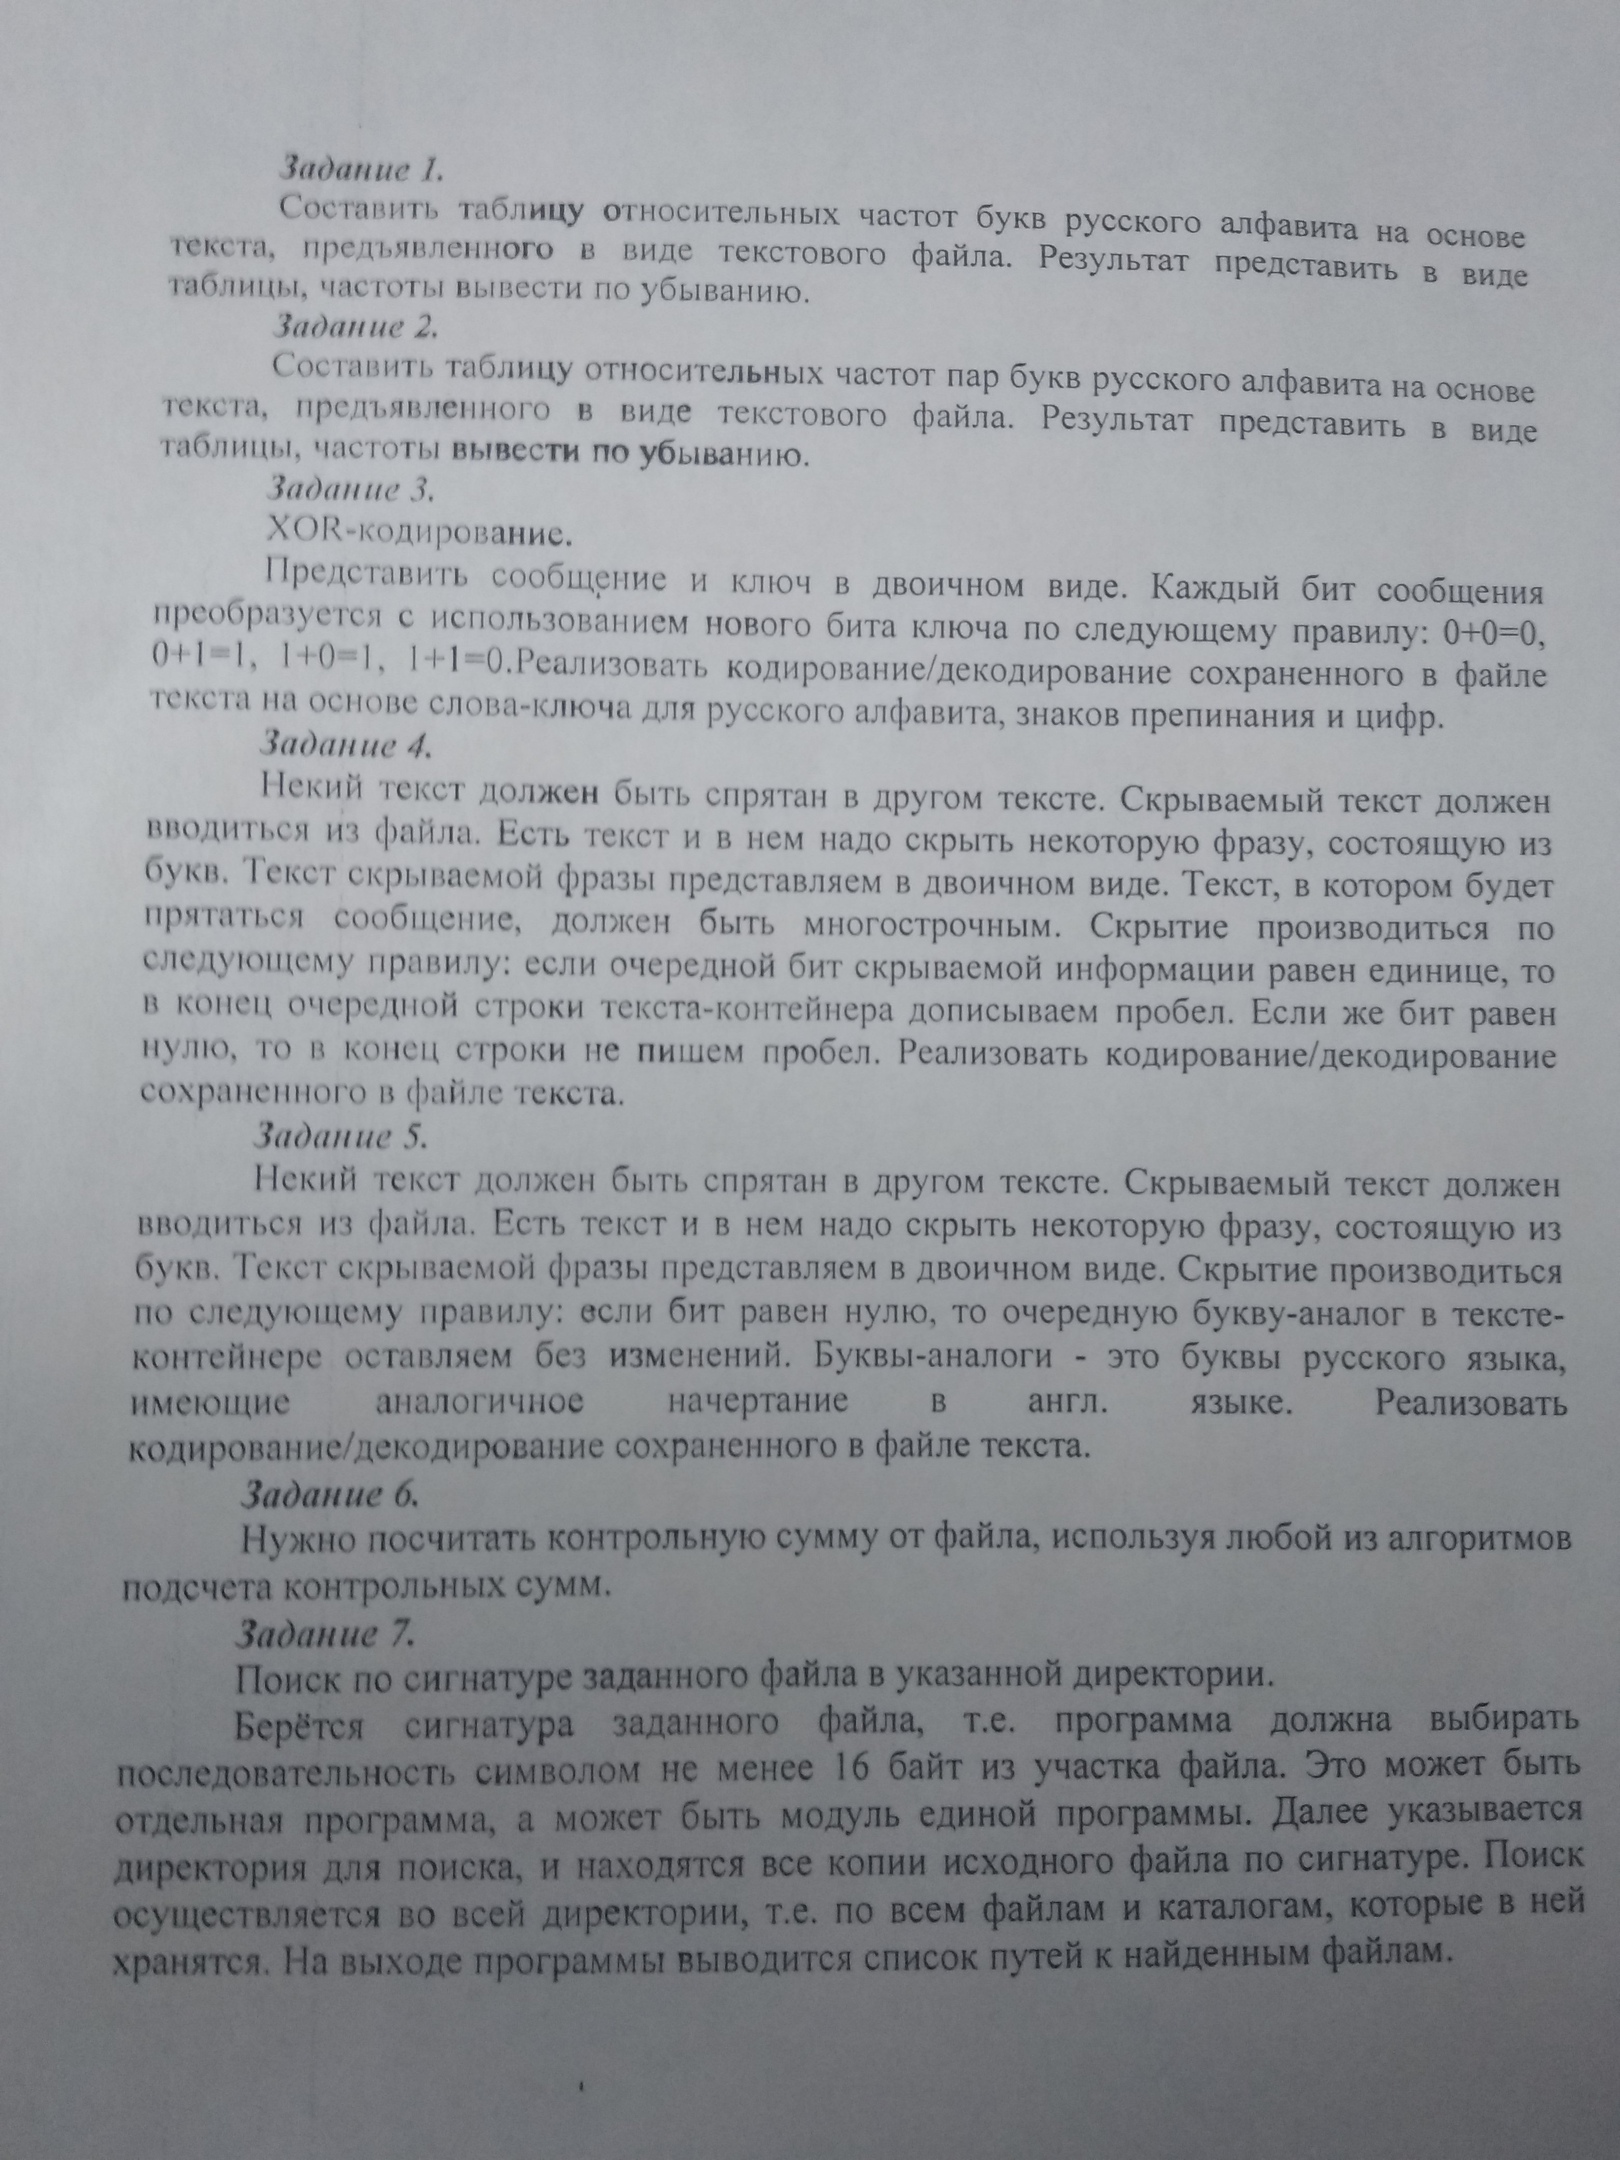 Задание 1.
Составить таблицу относительных частот букв русского алфавита на основе
текста, предъявленного в виде текстового файла. Результат представить в виде
таблицы, частоты вывести по убыванию.
Задание 2.
Составить таблицу относительных частот пар букв русского алфавита на основе
текста, предъявленного в виде текстового файла. Результат представить в виде
таблицы, частоты вывести по убыванию.
Задание 3.
XOR-кодирование.
Представить сообщение и ключ в двоичном виде. Каждый бит сообщения
преобразуется с использованием нового бита ключа по следующему правилу: 0+0=0,
0+1=1, 1+0=1, 1+1=0.Реализовать кодирование/декодирование сохраненного в файле
текста на основе слова-ключа для русского алфавита, знаков препинания и цифр.
Задание 4.
Некий текст должен быть спрятан в другом тексте. Скрываемый текст должен
вводиться из файла. Есть текст и в нем надо скрыть некоторую фразу, состоящую из
букв. Текст скрываемой фразы представляем в двоичном виде. Текст, в котором будет
прятаться сообщение, должен быть многострочным. Скрытие производиться по
следующему правилу: если очередной бит скрываемой информации равен единице, то
в конец очередной строки текста-контейнера дописываем пробел. Если же бит равен
нулю, то в конец строки не пишем пробел. Реализовать кодирование/декодирование
сохраненного в файле текста.
Задание 5.
Некий текст должен быть спрятан в другом тексте. Скрываемый текст должен
вводиться из файла. Есть текст и в нем надо скрыть некоторую фразу, состоящую из
букв. Текст скрываемой фразы представляем в двоичном виде. Скрытие производиться
по следующему правилу: если бит равен нулю, то очередную букву-аналог в тексте-
контейнере оставляем без изменений. Буквы-аналоги - это буквы русского языка,
имеющие аналогичное начертание в англ. языке. Реализовать
кодирование/декодирование сохраненного в файле текста.
Задание 6.
Нужно посчитать контрольную сумму от файла, используя любой из алгоритмов
подсчета контрольных сумм.
Задание 7.
Поиск по сигнатуре заданного файла в указанной директории.
Берётся сигнатура заданного файла, т.е. программа должна выбирать
последовательность символом не менее 16 байт из участка файла. Это может быть
отдельная программа, а может быть модуль единой программы. Далее указывается
директория для поиска, и находятся все копии исходного файла по сигнатуре. Поиск
осуществляется во всей директории, т.е. по всем файлам и каталогам, которые в ней
хранятся. На выходе программы выводится список путей к найденным файлам.